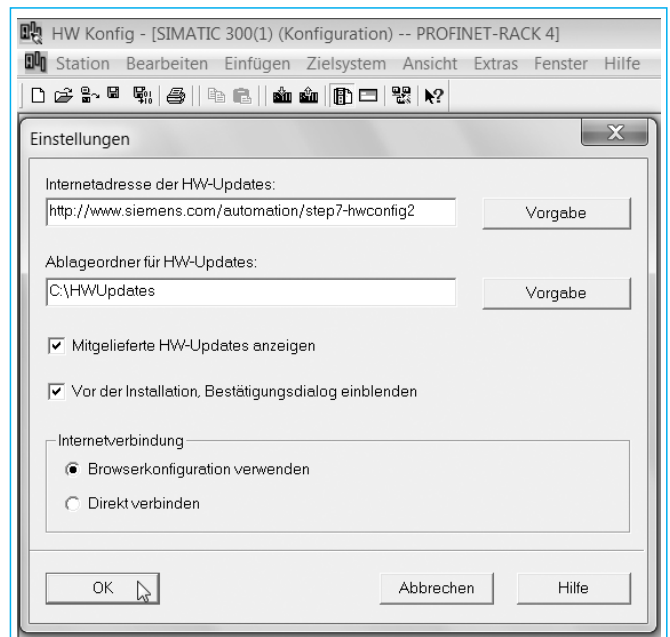 HW Konfig - [SIMATIC 300(1) (Konfiguration) -- PROFINET-RACK 4]
Station Bearbeiten Einfügen Zielsystem Ansicht Extras Fenster Hilfe
Einstellungen
Internetadresse der HW-Updates:
http://www.siemens.com/automation/step7-hwconfig2 Vorgabe
Ablageordner für HW-Updates:
C:\HWUpdates Vorgabe
Mitgelieferte HW-Updates anzeigen
Vor der Installation, Bestätigungsdialog einblenden
Internetverbindung
Browserkonfiguration verwenden
Direkt verbinden
OK Abbrechen Hilfe